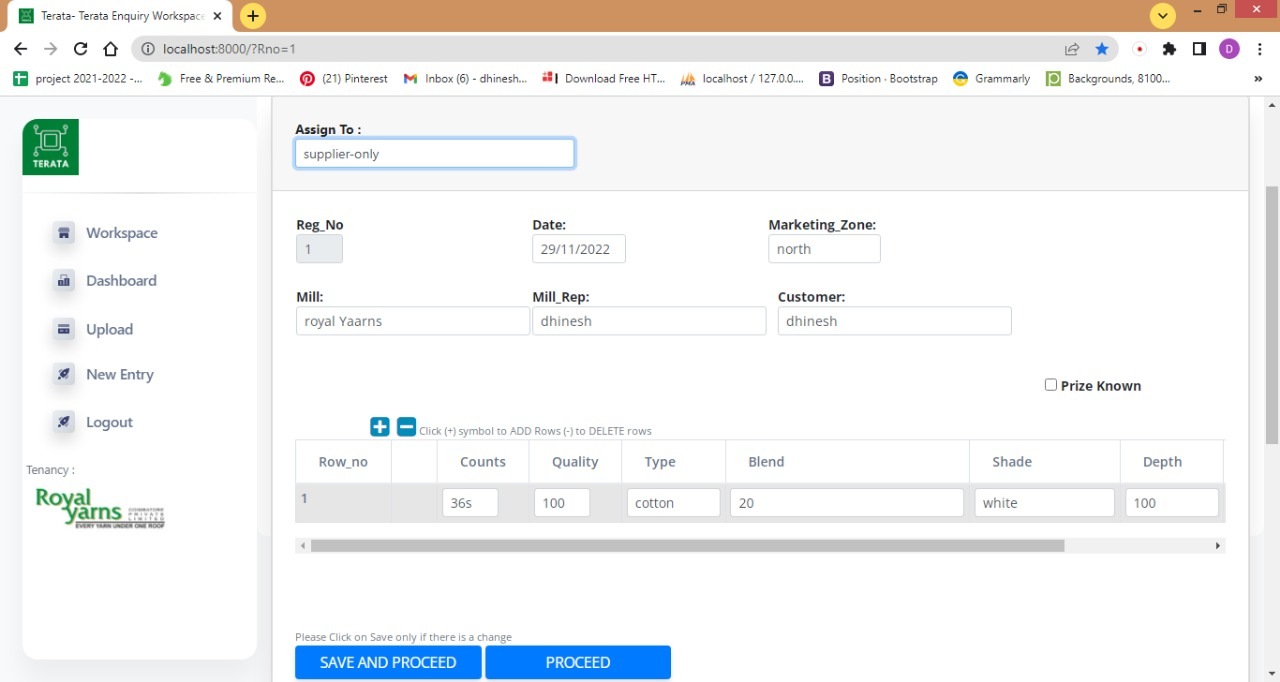 Terata- Terata Enquiry Workspace
localhost:8000/?Rno=1
D
project 2021-2022 -...
Free & Premium Re...
(21) Pinterest
Inbox (6) - dhinesh...
Download Free HT...
localhost / 127.0.0....
B Position · Bootstrap
Grammarly
Backgrounds, 8100...
»
TERATA
Workspace
Dashboard
Upload
New Entry
Logout
Tenancy :
Royal
yarns
EVERY YARN UNDER ONE ROOF
Assign To :
supplier-only
Reg_No Date: Marketing_Zone:
1 29/11/2022 north
Mill: Mill_Rep: Customer:
royal Yaarns dhinesh dhinesh
Prize Known
Click (+) symbol to ADD Rows (-) to DELETE rows
Row_no Counts Quality Type Blend Shade Depth
1 36s 100 cotton 20 white 100
Please Click on Save only if there is a change
SAVE AND PROCEED PROCEED